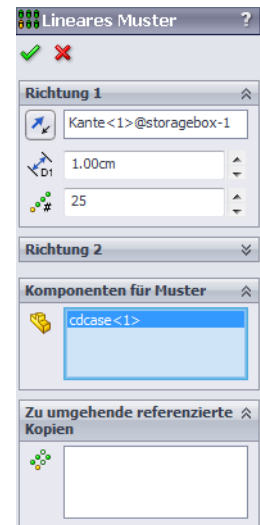 Lineares Muster ?
Richtung 1
Kante<1>@storagebox-1
D1 1.00cm
# 25
Richtung 2
Komponenten für Muster
cdcase<1>
Zu umgehende referenzierte
Kopien